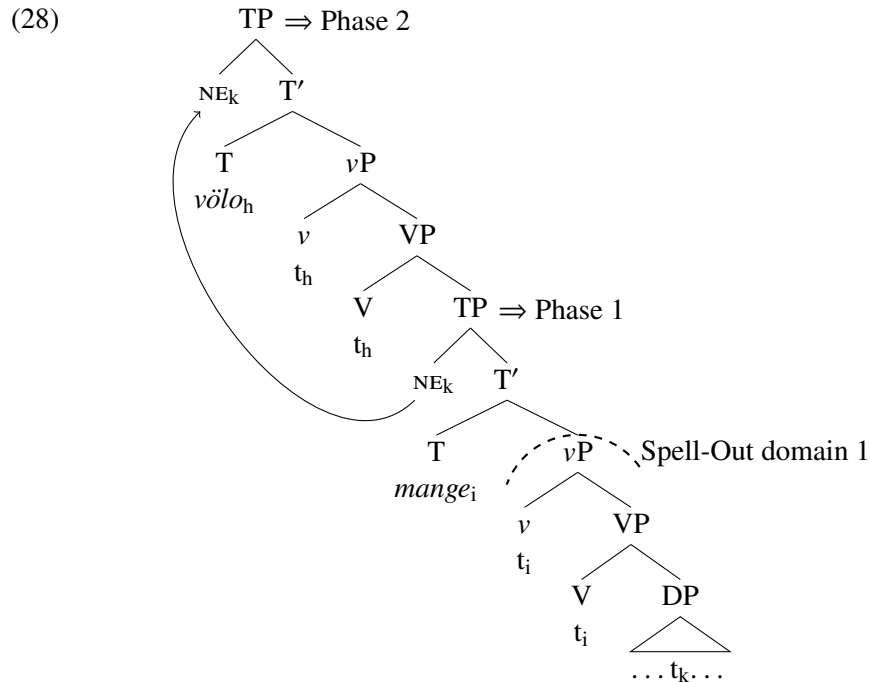 (28) TP ⇒ Phase 2
NEₖ T′
T vP
völoₕ
v VP
tₕ
V TP ⇒ Phase 1
tₕ
NEₖ T′
T vP Spell-Out domain 1
mangeᵢ
v VP
tᵢ
V DP
tᵢ
…tₖ…